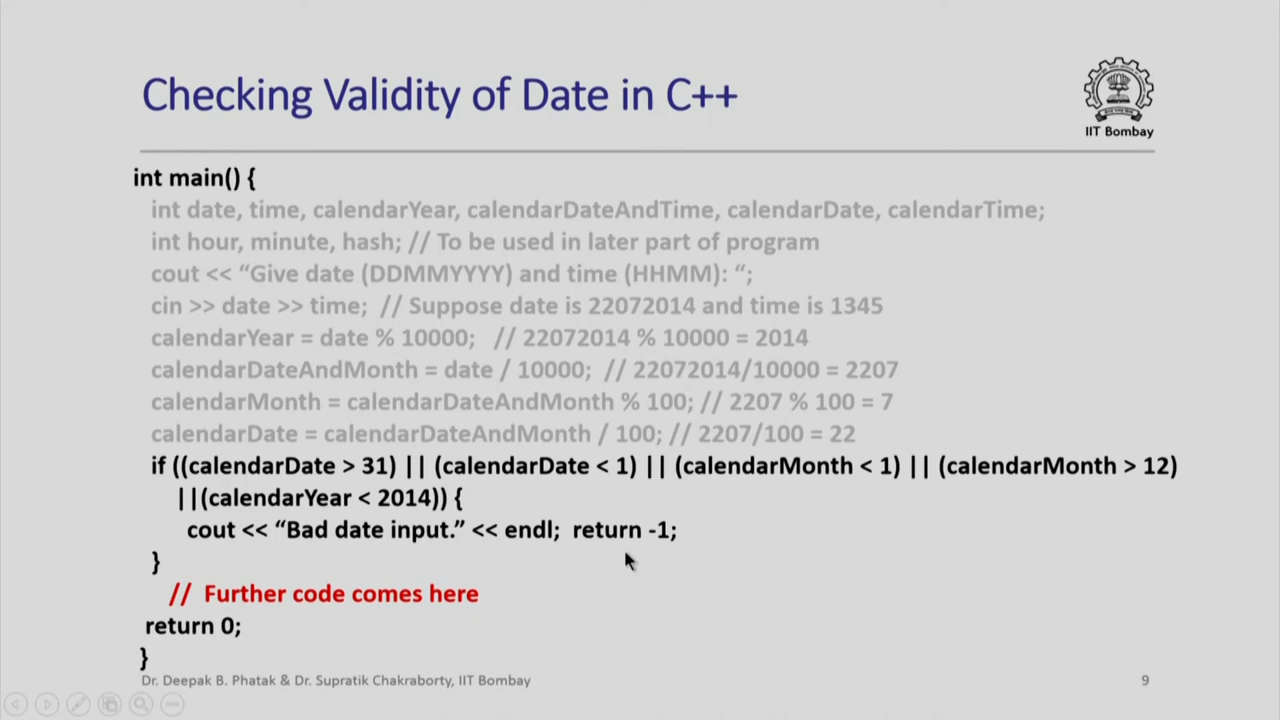 Checking Validity of Date in C++
IIT Bombay
int main() {
int date, time, calendarYear, calendarDateAndTime, calendarDate, calendarTime;
int hour, minute, hash; // To be used in later part of program
cout << “Give date (DDMMYYYY) and time (HHMM): “;
cin >> date >> time; // Suppose date is 22072014 and time is 1345
calendarYear = date % 10000; // 22072014 % 10000 = 2014
calendarDateAndMonth = date / 10000; // 22072014/10000 = 2207
calendarMonth = calendarDateAndMonth % 100; // 2207 % 100 = 7
calendarDate = calendarDateAndMonth / 100; // 2207/100 = 22
if ((calendarDate > 31) || (calendarDate < 1) || (calendarMonth < 1) || (calendarMonth > 12)
||(calendarYear < 2014)) {
cout << “Bad date input.” << endl; return -1;
}
// Further code comes here
return 0;
}
Dr. Deepak B. Phatak & Dr. Supratik Chakraborty, IIT Bombay
9